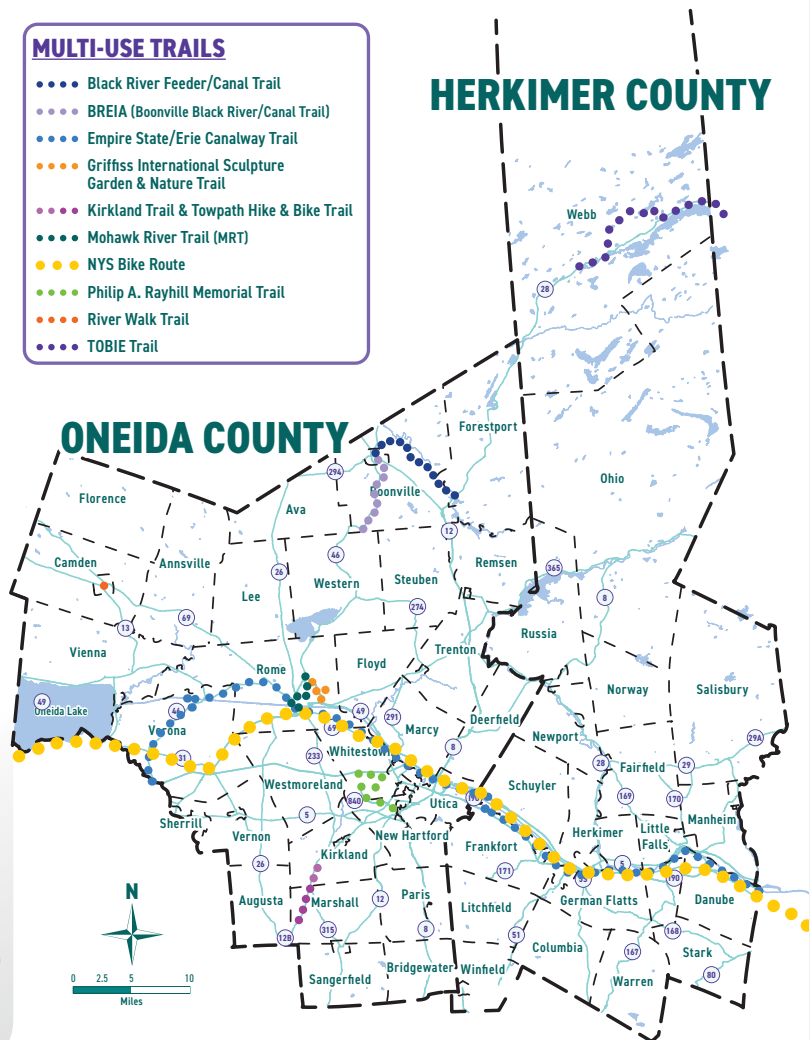 MULTI-USE TRAILS
Black River Feeder/Canal Trail
BREIA (Boonville Black River/Canal Trail)
Empire State/Erie Canalway Trail
Griffiss International Sculpture
Garden & Nature Trail
Kirkland Trail & Towpath Hike & Bike Trail
Mohawk River Trail (MRT)
NYS Bike Route
Philip A. Rayhill Memorial Trail
River Walk Trail
TOBIE Trail
HERKIMER COUNTY
Webb
28
ONEIDA COUNTY
Forestport
294
Boonville
Ohio
Florence
Ava
12
Camden
Annsville
46
26
Western
Steuben
Remsen
365
Lee
274
8
13
69
Russia
Vienna
Trenton
Rome
Floyd
Norway
Salisbury
49
Oneida Lake
46
49
291
Deerfield
Verona
69
Marcy
Newport
29A
31
233
Whitestown
8
28
Fairfield
29
Westmoreland
Schuyler
840
Utica
169
170
Sherrill
5
Manheim
Vernon
New Hartford
Herkimer
Little
Falls
Kirkland
Frankfort
26
171
5
90
Augusta
Marshall
12
Paris
Litchfield
German Flatts
Danube
12B
315
8
51
168
Columbia
167
Stark
Bridgewater
Winfield
80
Sangerfield
Warren
N
0
2.5
5
10
Miles